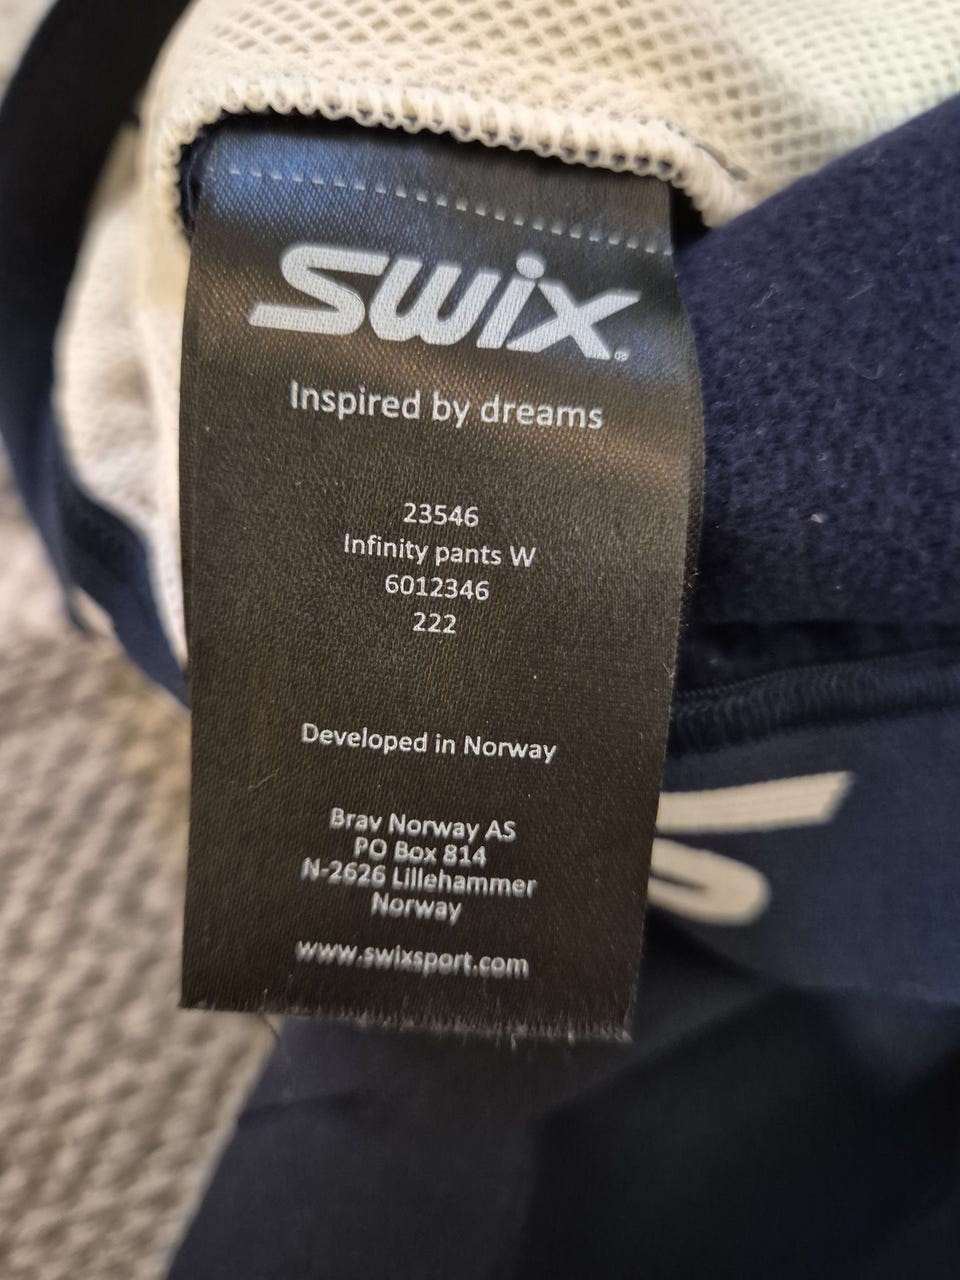 swix®
Inspired by dreams
23546
Infinity pants W
6012346
222
Developed in Norway
Brav Norway AS
PO Box 814
N-2626 Lillehammer
Norway
www.swixsport.com